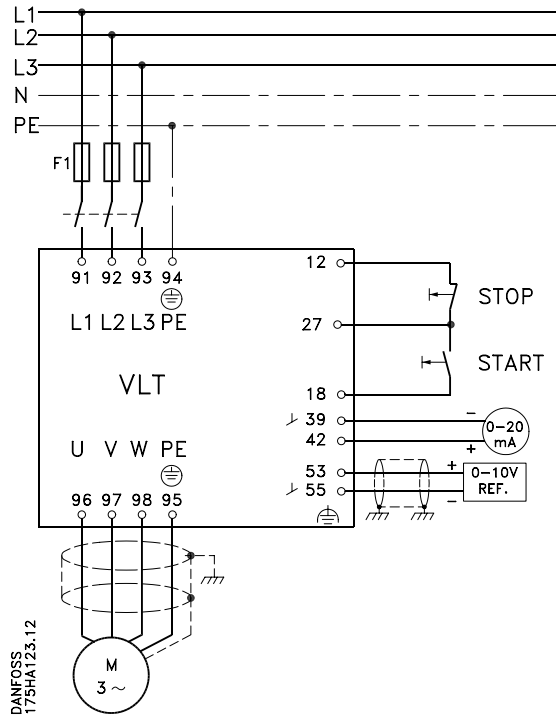 L1
L2
L3
N
PE
F1
91 92 93 94
L1 L2 L3 PE
VLT
U V W PE
96 97 98 95
12
27
18
39
42
53
55
STOP
START
−
0−20
mA
+
+
0−10V
REF.
−
M
3 ~
DANFOSS
175HA123.12